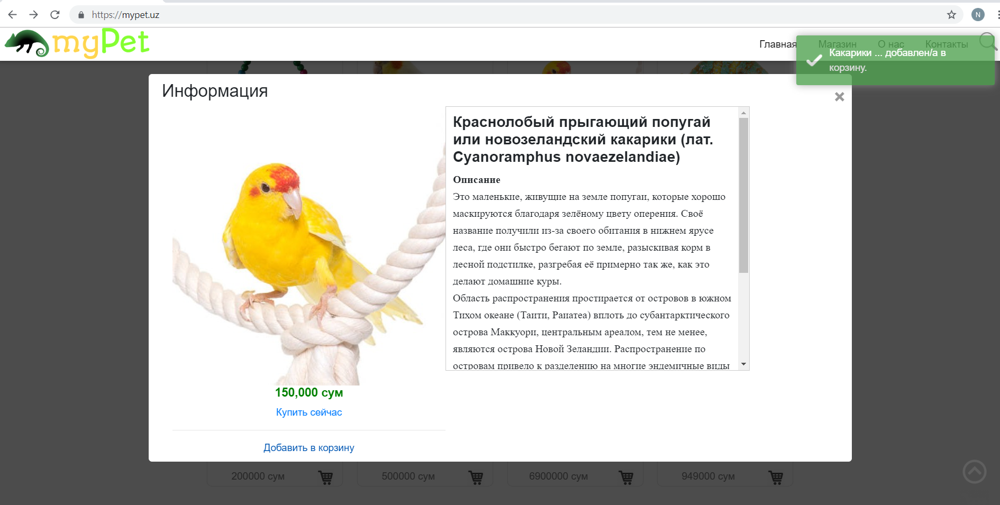 https://mypet.uz
N
myPet
Главная
Магазин
О нас
Контакты
Какарики ... добавлен/а в
корзину.
Информация
Краснолобый прыгающий попугай
или новозеландский какарики (лат.
Cyanoramphus novaezelandiae)
Описание
Это маленькие, живущие на земле попугаи, которые хорошо
маскируются благодаря зелёному цвету оперения. Своё
название получили из-за своего обитания в нижнем ярусе
леса, где они быстро бегают по земле, разыскивая корм в
лесной подстилке, разгребая её примерно так же, как это
делают домашние куры.
Область распространения простирается от островов в южном
Тихом океане (Таити, Раиатеа) вплоть до субантарктического
острова Маккуори, центральным ареалом, тем не менее,
являются острова Новой Зеландии. Распространение по
островам привело к разделению на многие эндемичные виды
150,000 сум
Купить сейчас
Добавить в корзину
200000 сум
500000 сум
6900000 сум
949000 сум